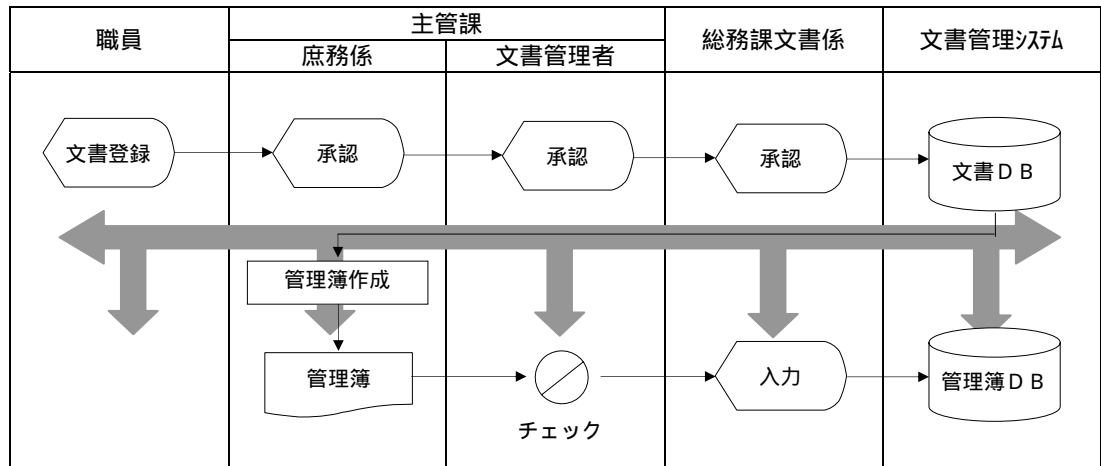 職員
主管課
庶務係
文書管理者
総務課文書係
文書管理ｼｽﾃﾑ
文書登録
承認
承認
承認
文書ＤＢ
管理簿作成
管理簿
チェック
入力
管理簿ＤＢ